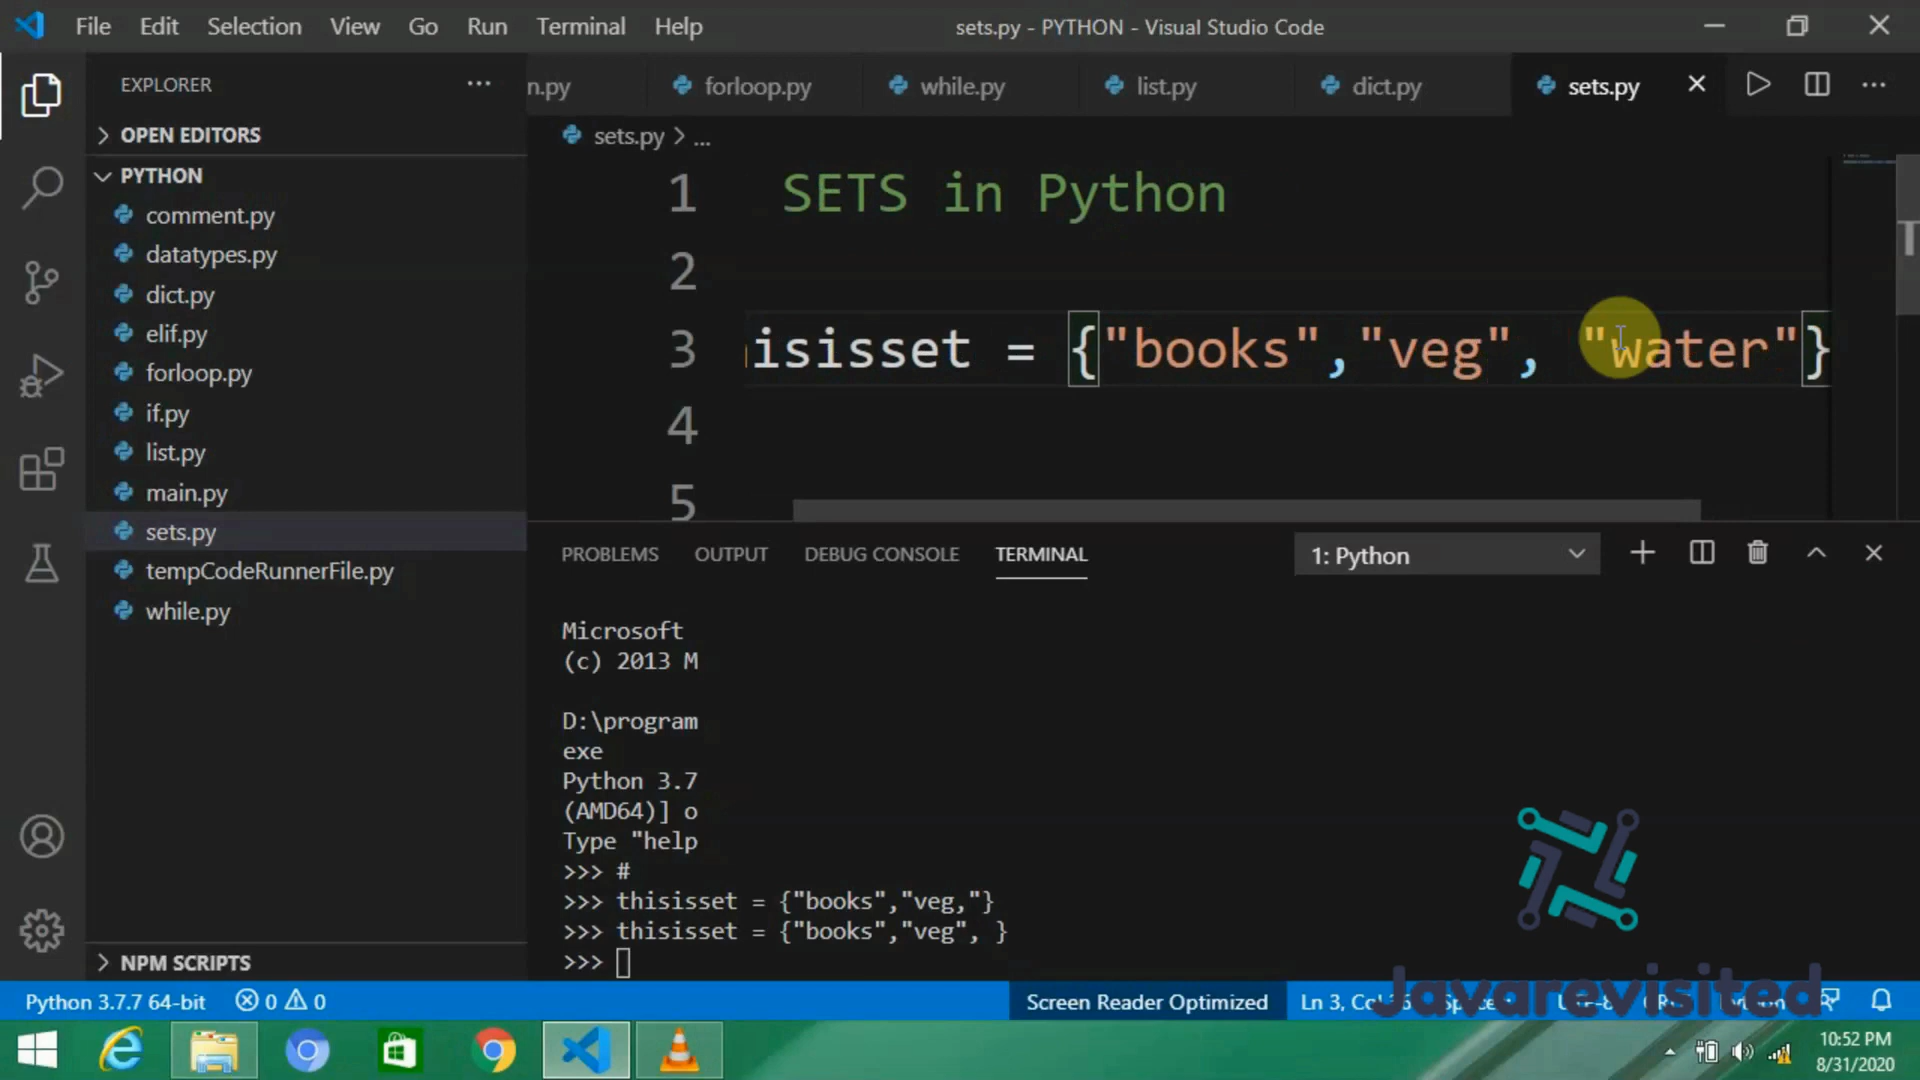 File Edit Selection View Go Run Terminal Help
sets.py - PYTHON - Visual Studio Code
EXPLORER
n.py
forloop.py
while.py
list.py
dict.py
sets.py
OPEN EDITORS
sets.py > ...
PYTHON
comment.py
datatypes.py
dict.py
elif.py
forloop.py
if.py
list.py
main.py
sets.py
tempCodeRunnerFile.py
while.py
NPM SCRIPTS
1 SETS in Python
2
3 isisset = {"books","veg", "water"}
4
5
PROBLEMS OUTPUT DEBUG CONSOLE TERMINAL
1: Python
Microsoft
(c) 2013 M
D:\program
exe
Python 3.7
(AMD64)] o
Type "help
>>> #
>>> thisisset = {"books","veg,"}
>>> thisisset = {"books","veg", }
>>>
Javarevisited
Python 3.7.7 64-bit 0 0
Screen Reader Optimized
Ln 3,
10:52 PM
8/31/2020